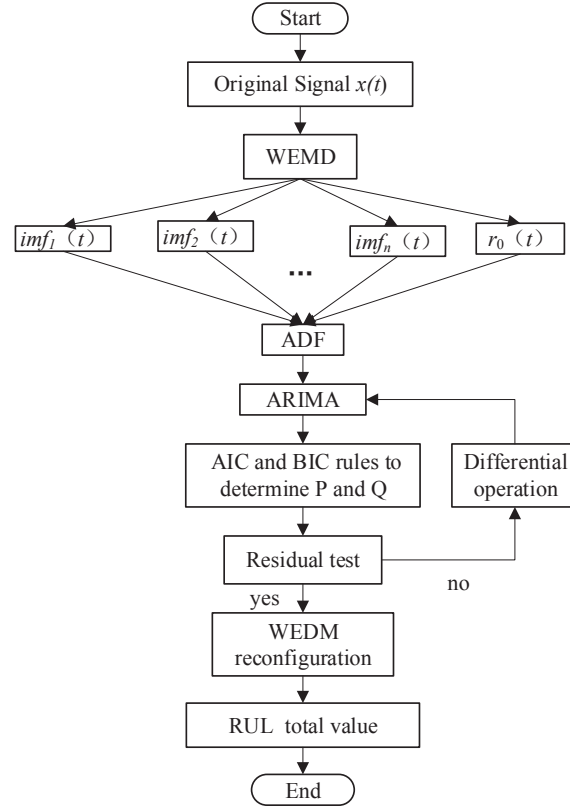 Start
Original Signal x(t)
WEMD
imf1 (t)
imf2 (t)
imfn (t)
r0 (t)
...
ADF
ARIMA
AIC and BIC rules to
determine P and Q
Differential
operation
Residual test
no
yes
WEDM
reconfiguration
RUL total value
End